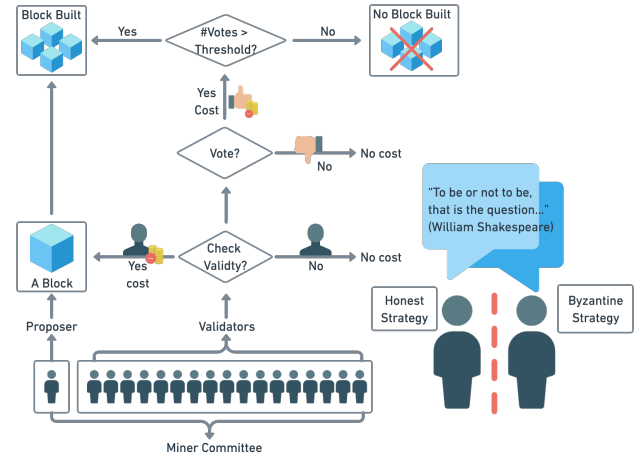 Block Built
Yes
#Votes >
Threshold?
No
No Block Built
Yes
Cost
Vote?
No
No cost
“To be or not to be,
that is the question...”
(William Shakespeare)
A Block
Yes
cost
Check
Validty?
No
No cost
Honest
Strategy
Byzantine
Strategy
Proposer
Validators
Miner Committee